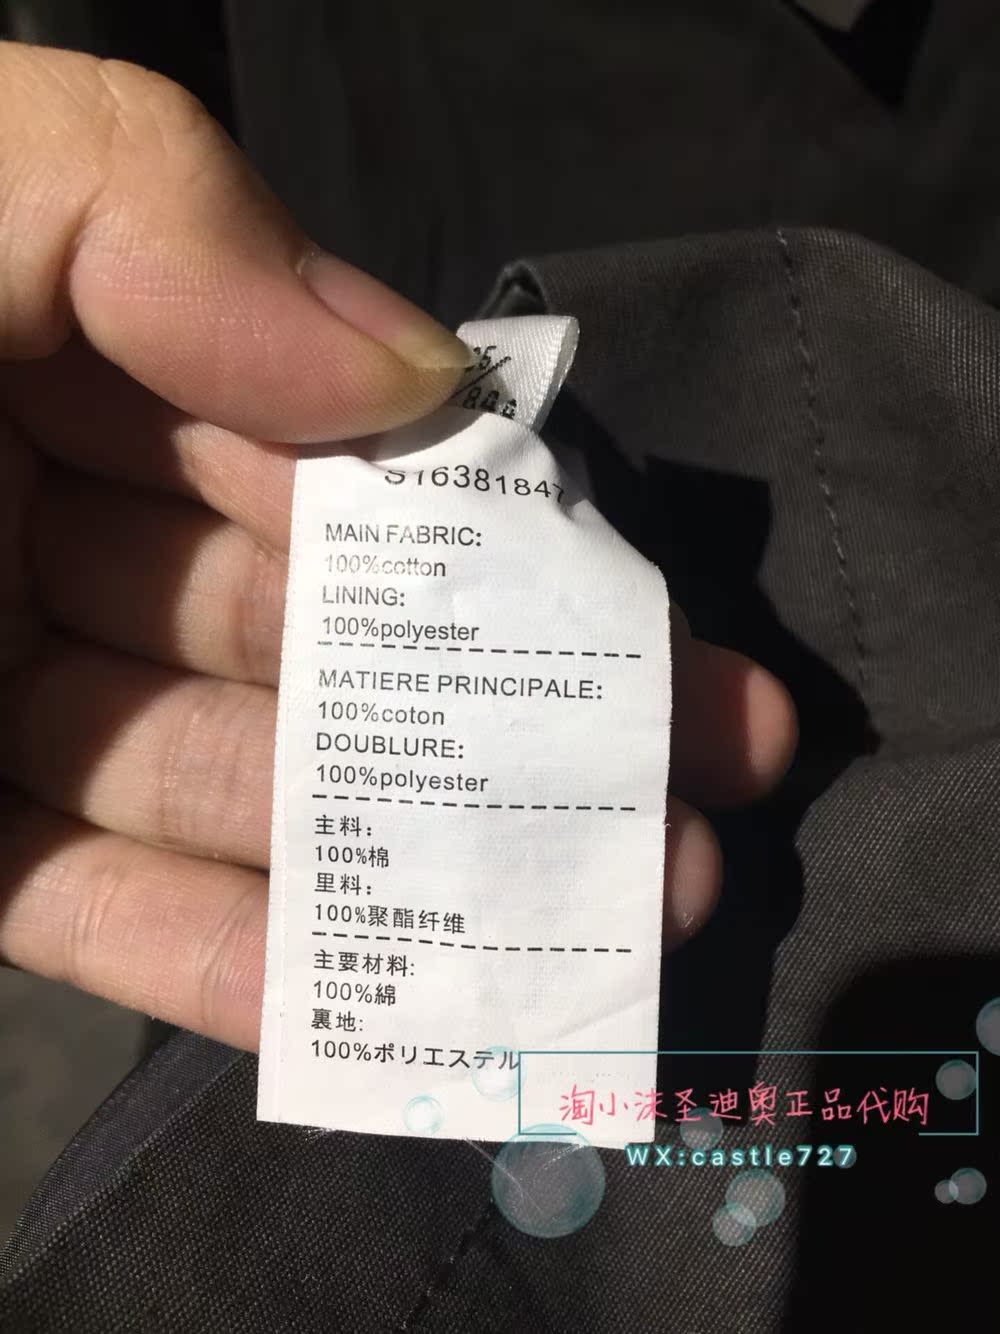 S16381847
MAIN FABRIC:
100%cotton
LINING:
100%polyester
MATIERE PRINCIPALE:
100%coton
DOUBLURE:
100%polyester
主料：
100%棉
里料：
100%聚酯纤维
主要材料:
100%綿
裏地:
100%ポリエステル
淘小沫圣迪奥正品代购
WX:castle727